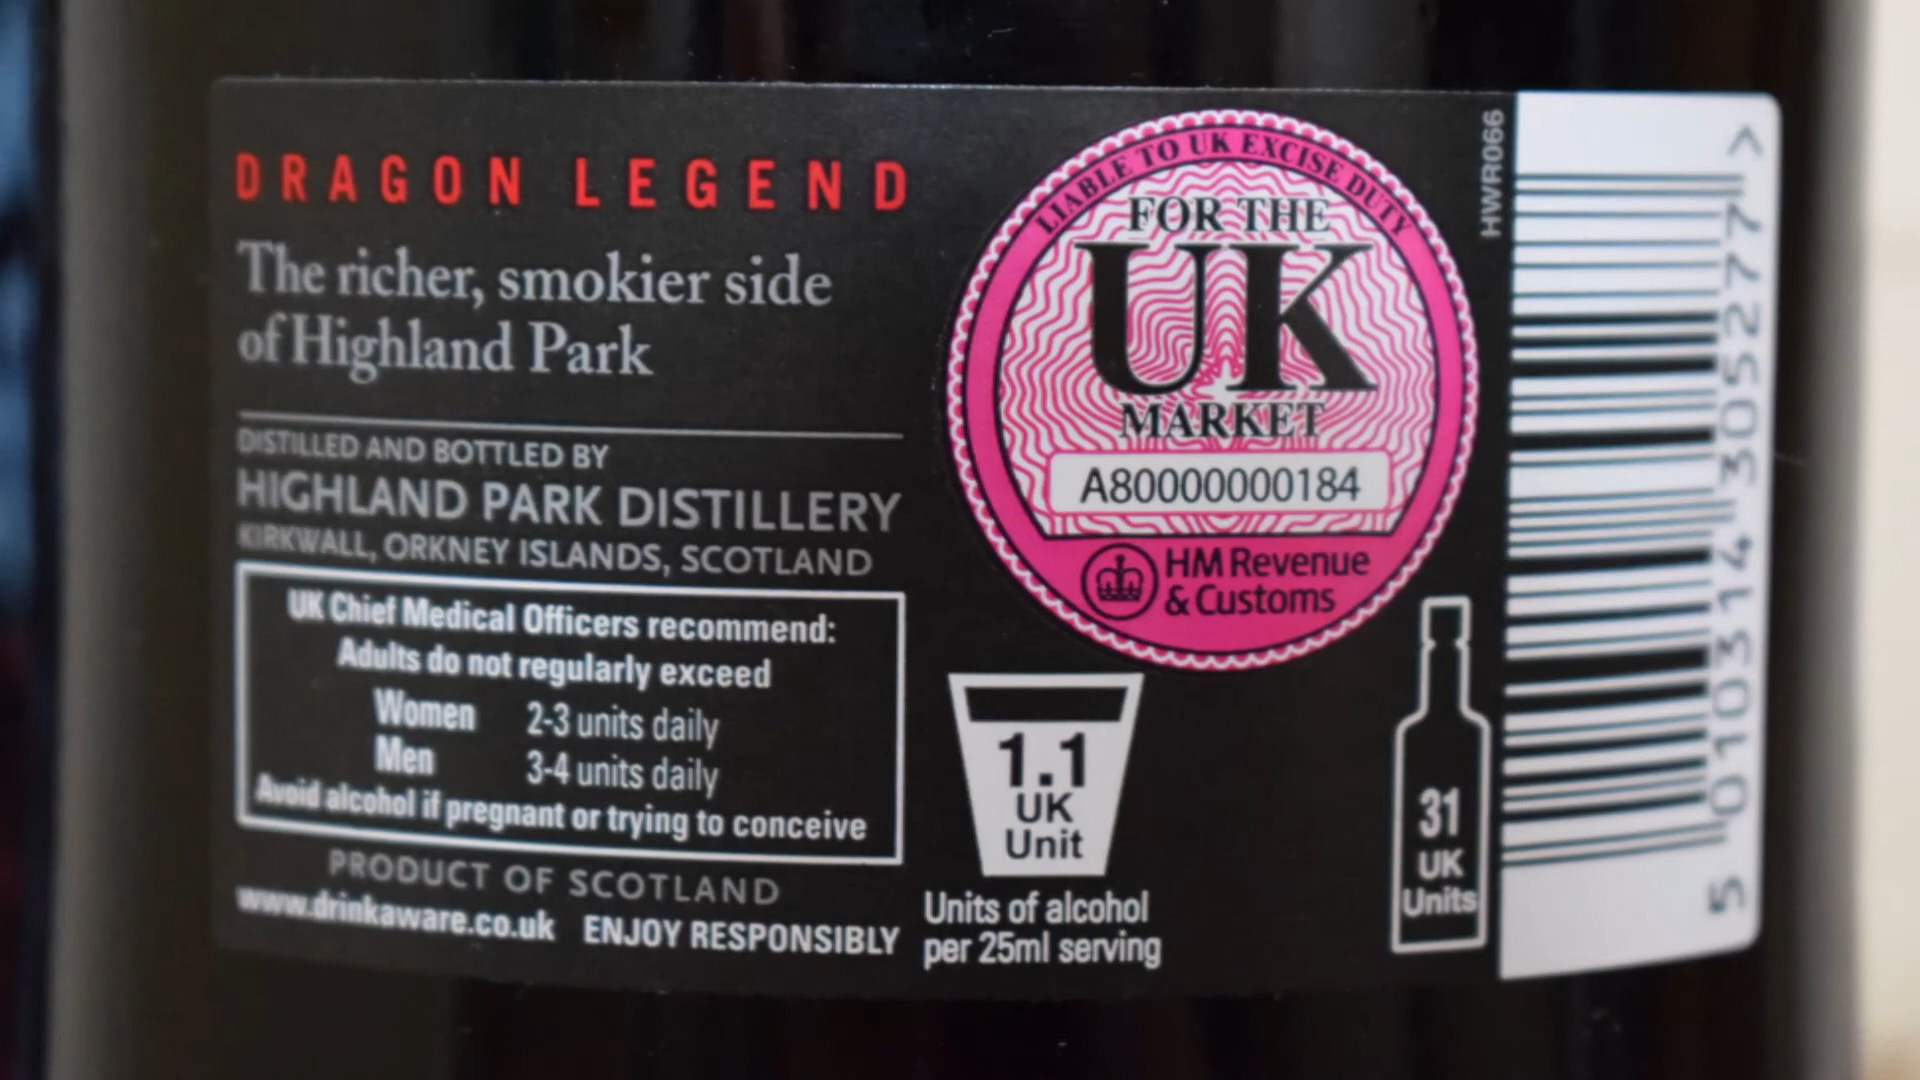 DRAGON LEGEND
The richer, smokier side
of Highland Park
DISTILLED AND BOTTLED BY
HIGHLAND PARK DISTILLERY
KIRKWALL, ORKNEY ISLANDS, SCOTLAND
UK Chief Medical Officers recommend:
Adults do not regularly exceed
Women 2-3 units daily
Men 3-4 units daily
Avoid alcohol if pregnant or trying to conceive
PRODUCT OF SCOTLAND
www.drinkaware.co.uk ENJOY RESPONSIBLY
LIABLE TO UK EXCISE DUTY
FOR THE
UK
MARKET
A80000000184
HM Revenue
& Customs
1.1
UK
Unit
Units of alcohol
per 25ml serving
31
UK
Units
HWR066
5 010314 305277 >